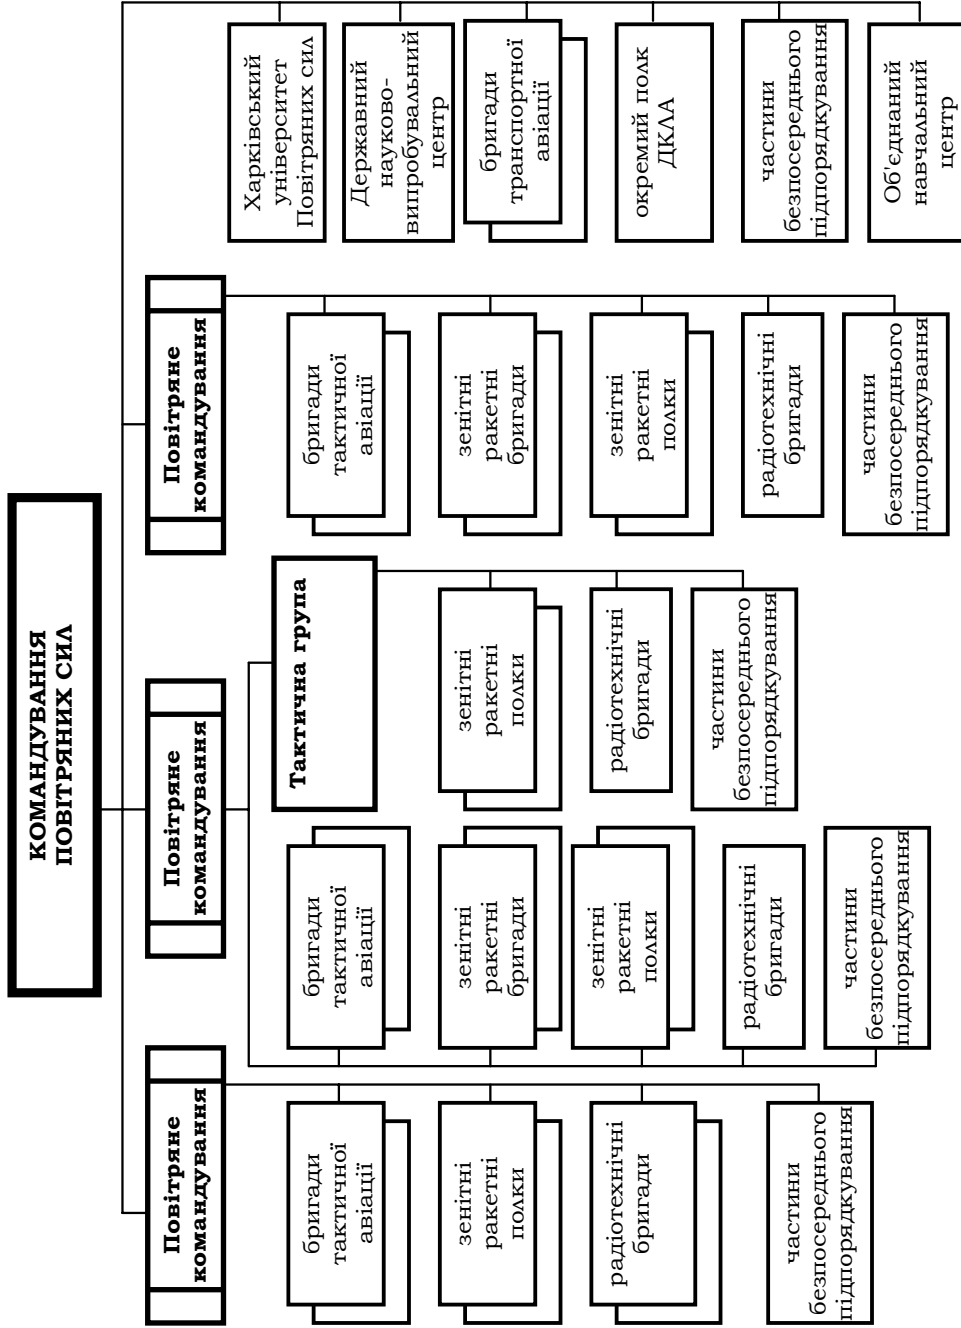 КОМАНДУВАННЯ
ПОВІТРЯНИХ СИЛ
Повітряне
командування
бригади
тактичної
авіації
зенітні
ракетні
полки
радіотехнічні
бригади
частини
безпосереднього
підпорядкування
Повітряне
командування
бригади
тактичної
авіації
зенітні
ракетні
бригади
зенітні
ракетні
полки
радіотехнічні
бригади
частини
безпосереднього
підпорядкування
Тактична група
зенітні
ракетні
полки
радіотехнічні
бригади
частини
безпосереднього
підпорядкування
Повітряне
командування
бригади
тактичної
авіації
зенітні
ракетні
бригади
зенітні
ракетні
полки
радіотехнічні
бригади
частини
безпосереднього
підпорядкування
Харківський
університет
Повітряних сил
Державний
науково-
випробувальний
центр
бригади
транспортної
авіації
окремий полк
ДКЛА
частини
безпосереднього
підпорядкування
Об'єднаний
навчальний
центр